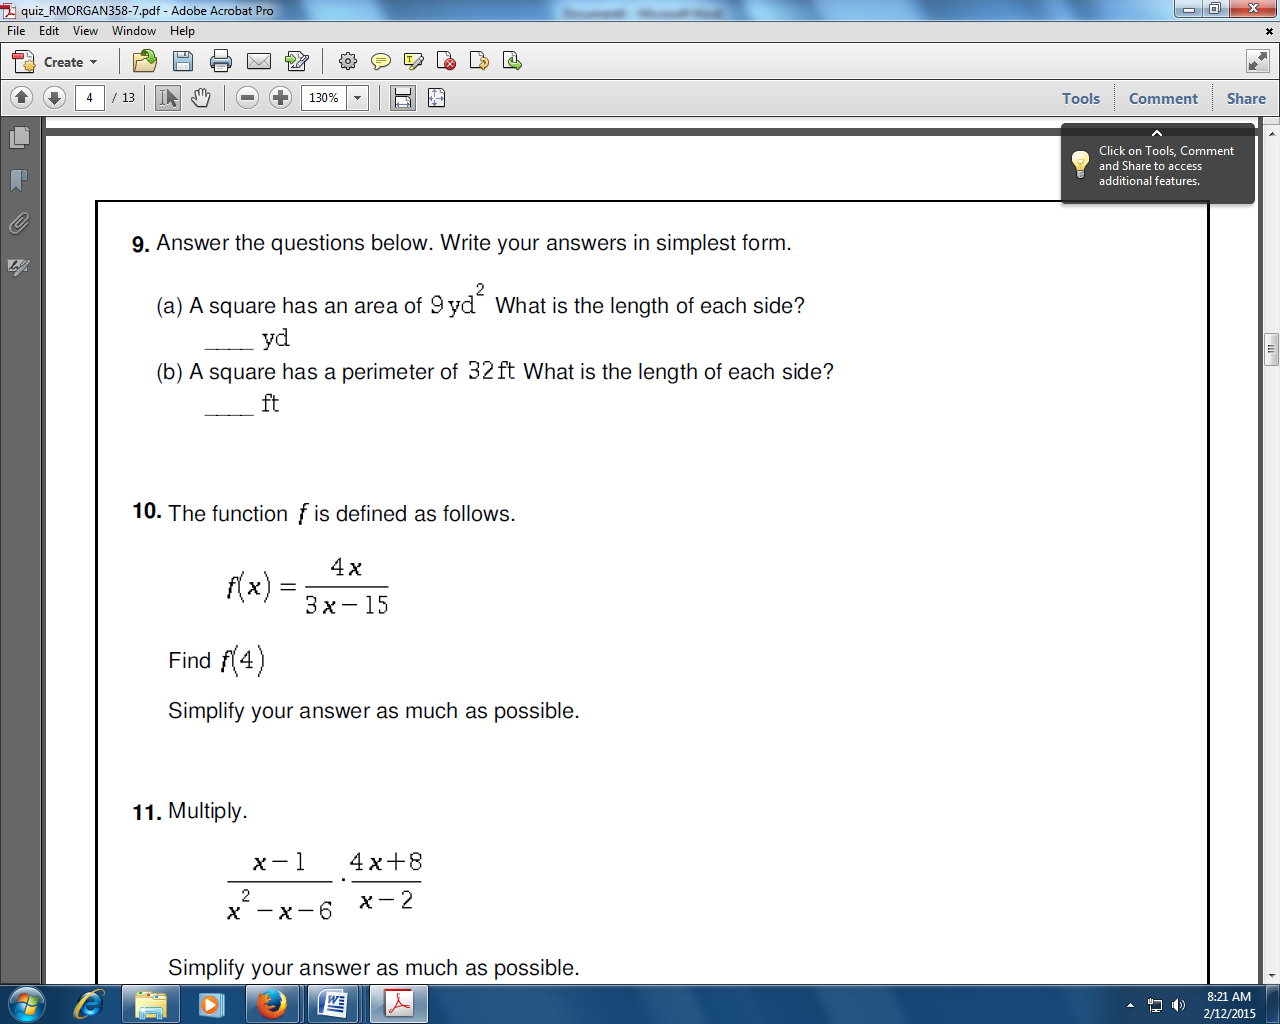 quiz_RMORGAN358-7.pdf - Adobe Acrobat Pro
File Edit View Window Help
Create
4 / 13 130% Tools Comment Share
Click on Tools, Comment
and Share to access
additional features.
9. Answer the questions below. Write your answers in simplest form.
(a) A square has an area of 9 yd² What is the length of each side?
____ yd
(b) A square has a perimeter of 32 ft What is the length of each side?
____ ft
10. The function f is defined as follows.
f(x) = 4x / (3x − 15)
Find f(4)
Simplify your answer as much as possible.
11. Multiply.
(x − 1) / (x² − x − 6) · (4x + 8) / (x − 2)
Simplify your answer as much as possible.
8:21 AM
2/12/2015